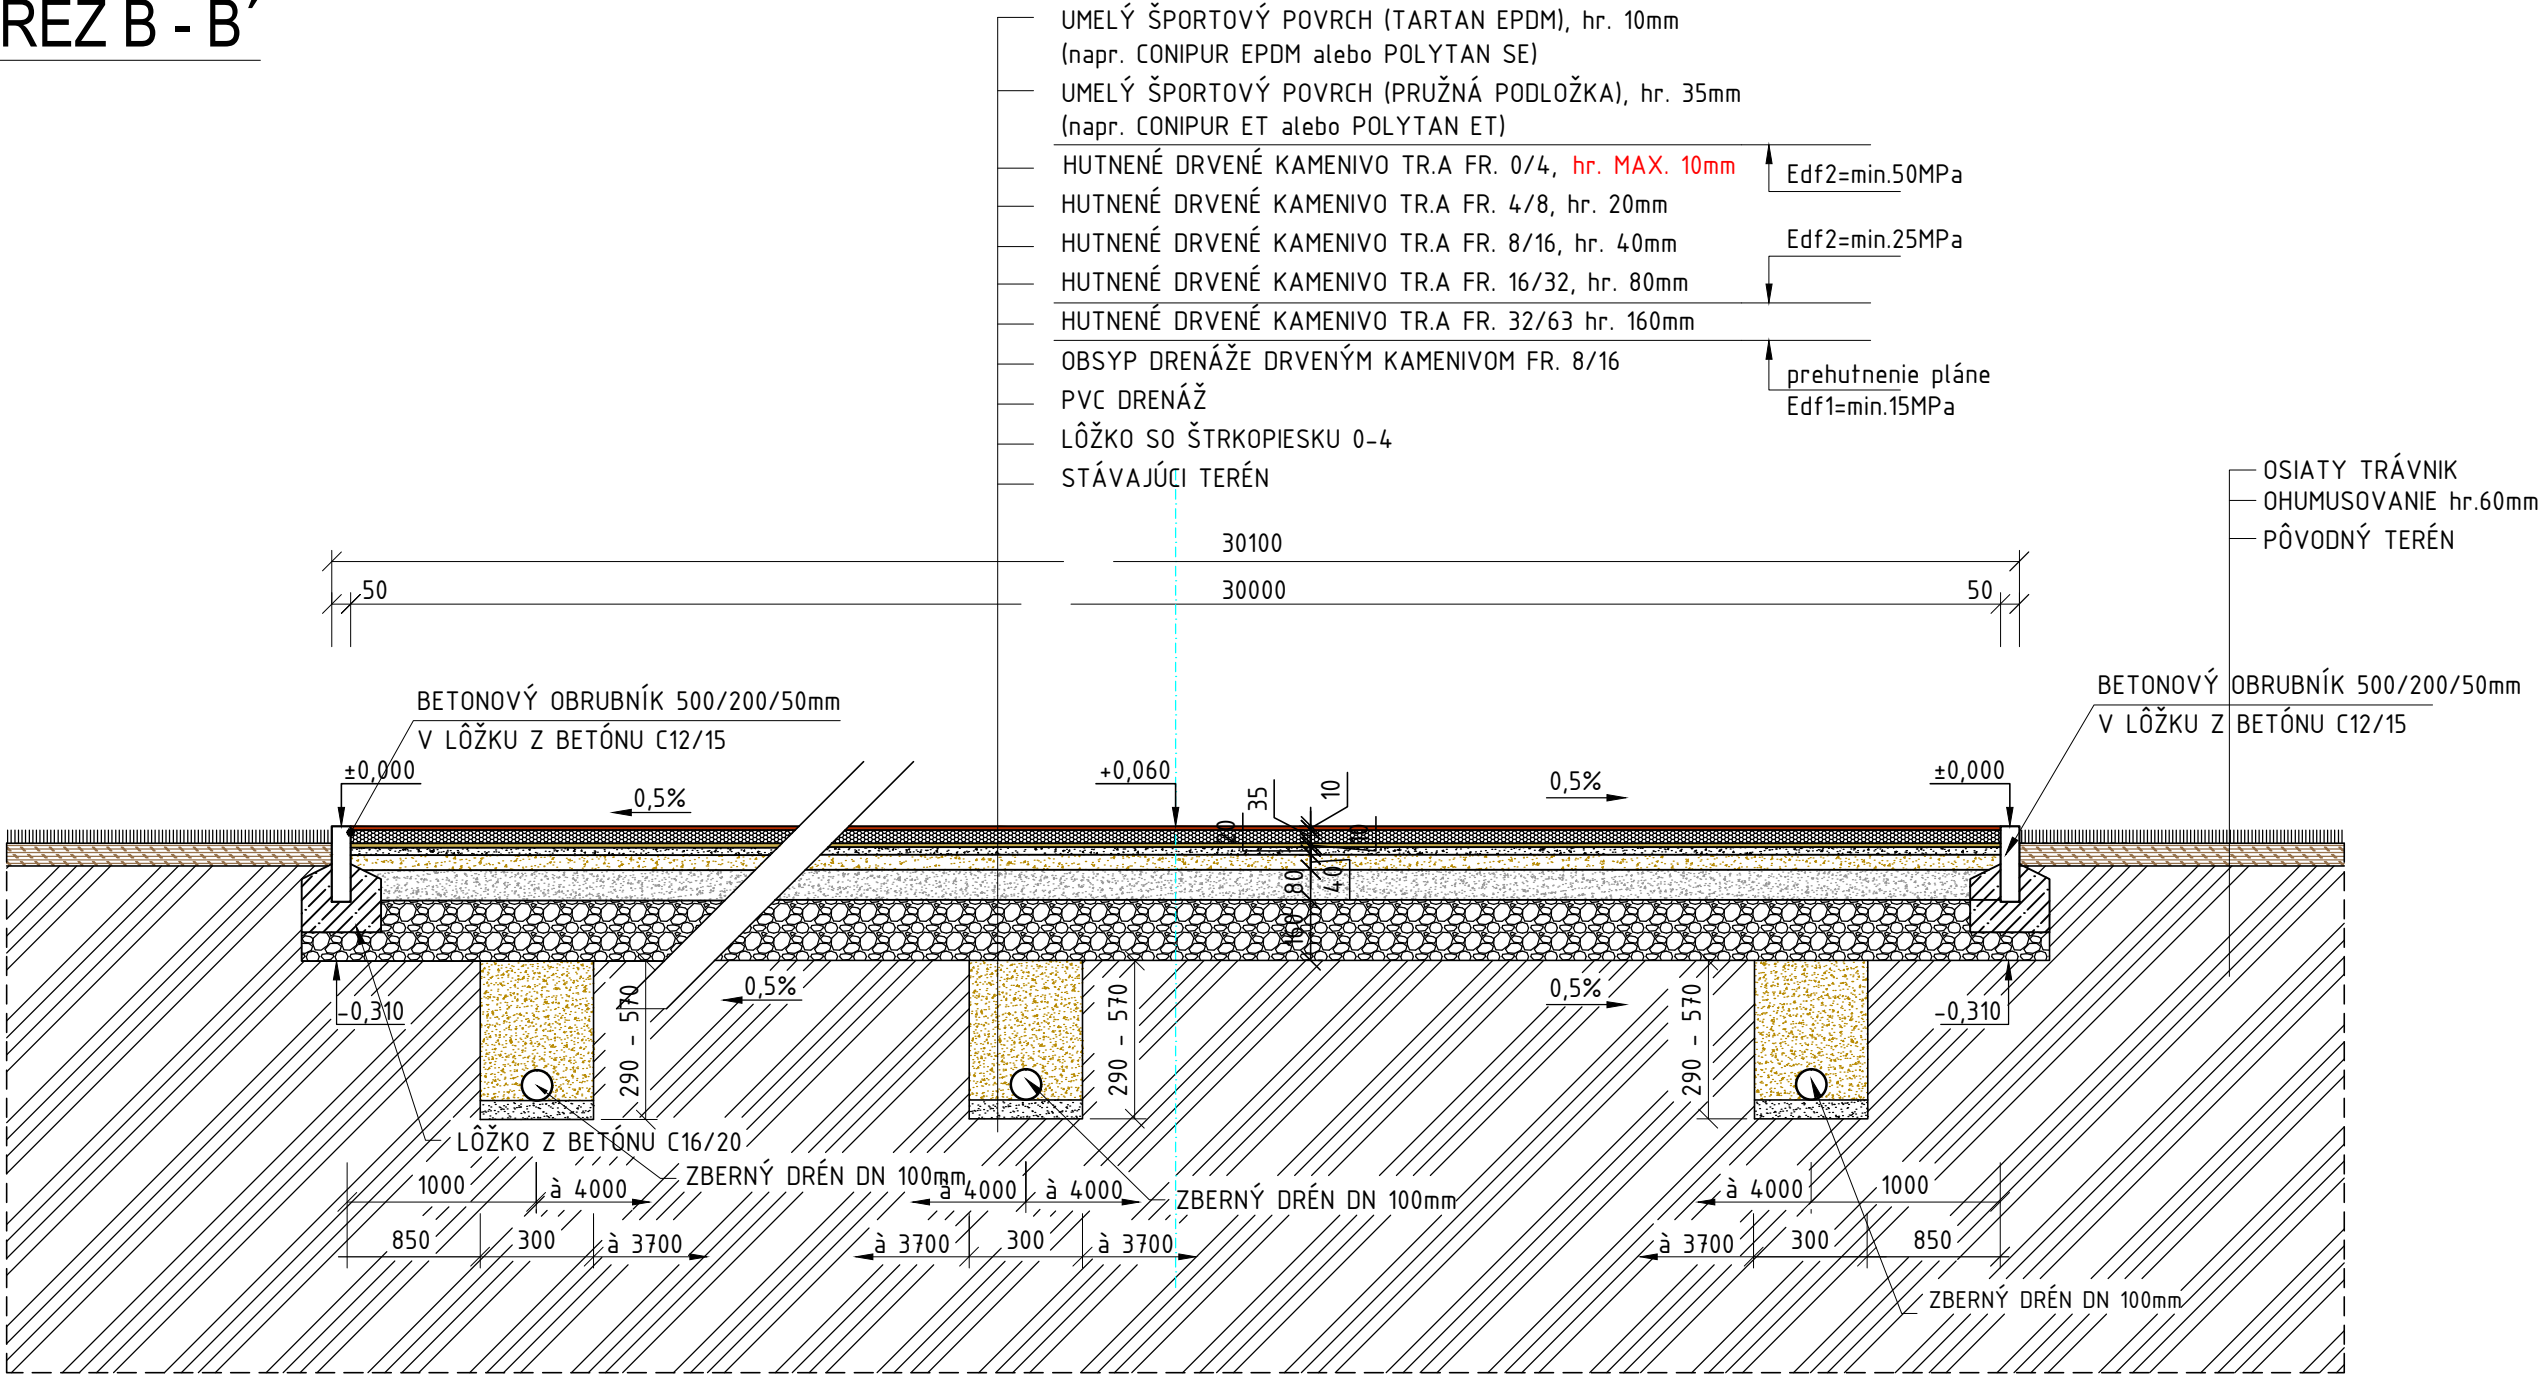 REZ B - B´
UMELÝ ŠPORTOVÝ POVRCH (TARTAN EPDM), hr. 10mm
(napr. CONIPUR EPDM alebo POLYTAN SE)
UMELÝ ŠPORTOVÝ POVRCH (PRUŽNÁ PODLOŽKA), hr. 35mm
(napr. CONIPUR ET alebo POLYTAN ET)
HUTNENÉ DRVENÉ KAMENIVO TR.A FR. 0/4, hr. MAX. 10mm
Edf2=min.50MPa
HUTNENÉ DRVENÉ KAMENIVO TR.A FR. 4/8, hr. 20mm
HUTNENÉ DRVENÉ KAMENIVO TR.A FR. 8/16, hr. 40mm
Edf2=min.25MPa
HUTNENÉ DRVENÉ KAMENIVO TR.A FR. 16/32, hr. 80mm
HUTNENÉ DRVENÉ KAMENIVO TR.A FR. 32/63 hr. 160mm
OBSYP DRENÁŽE DRVENÝM KAMENIVOM FR. 8/16
prehutnenie pláne
Edf1=min.15MPa
PVC DRENÁŽ
LÔŽKO SO ŠTRKOPIESKU 0-4
STÁVAJÚCI TERÉN
OSIATY TRÁVNIK
OHUMUSOVANIE hr.60mm
PÔVODNÝ TERÉN
30100
50
30000
50
BETONOVÝ OBRUBNÍK 500/200/50mm
V LÔŽKU Z BETÓNU C12/15
BETONOVÝ OBRUBNÍK 500/200/50mm
V LÔŽKU Z BETÓNU C12/15
±0,000
0,5%
+0,060
35
10
0,5%
±0,000
20
10
80
40
160
-0,310
290 - 570
0,5%
290 - 570
0,5%
290 - 570
-0,310
LÔŽKO Z BETÓNU C16/20
ZBERNÝ DRÉN DN 100mm
ZBERNÝ DRÉN DN 100mm
1000
à 4000
à 4000
à 4000
à 4000
1000
850
300
à 3700
à 3700
300
à 3700
à 3700
300
850
ZBERNÝ DRÉN DN 100mm